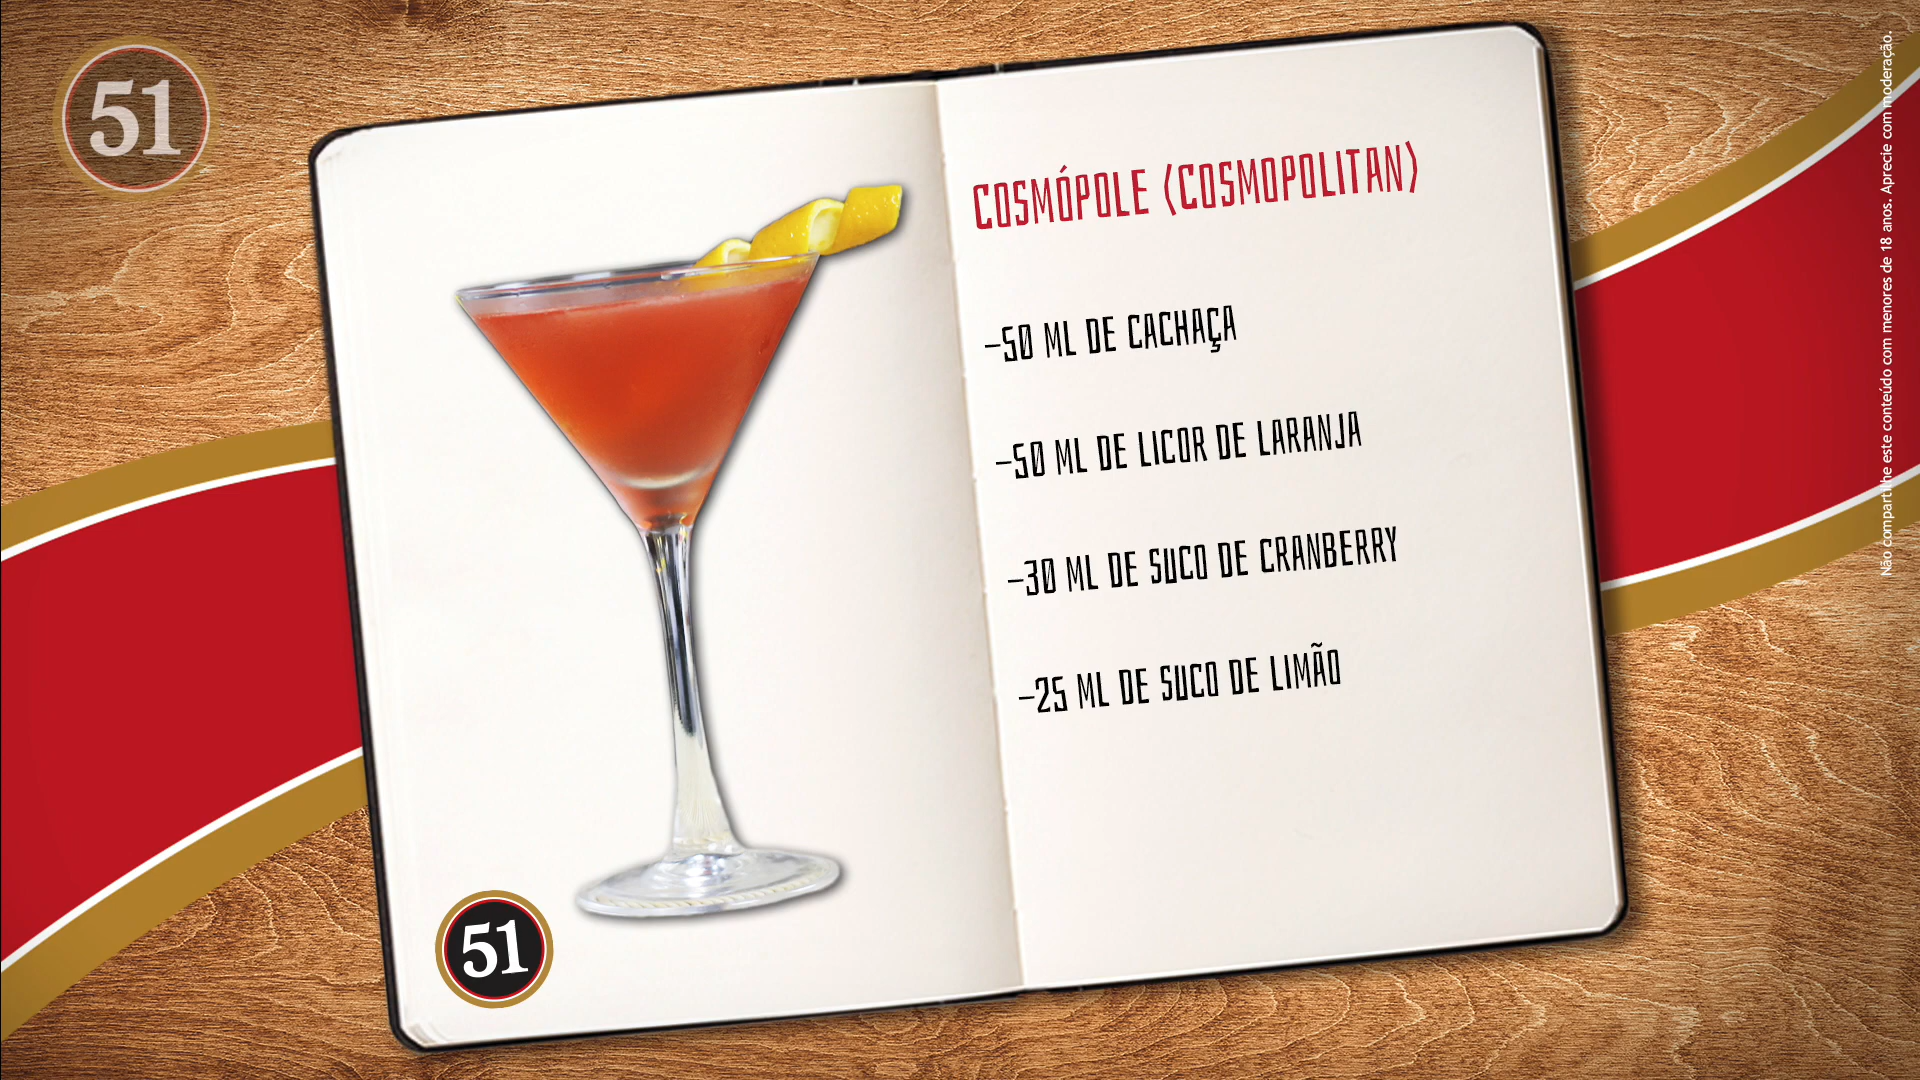 51
COSMÓPOLE (COSMOPOLITAN)
-50 ML DE CACHAÇA
-50 ML DE LICOR DE LARANJA
-30 ML DE SUCO DE CRANBERRY
-25 ML DE SUCO DE LIMÃO
51
Não compartilhe este conteúdo com menores de 18 anos. Aprecie com moderação.